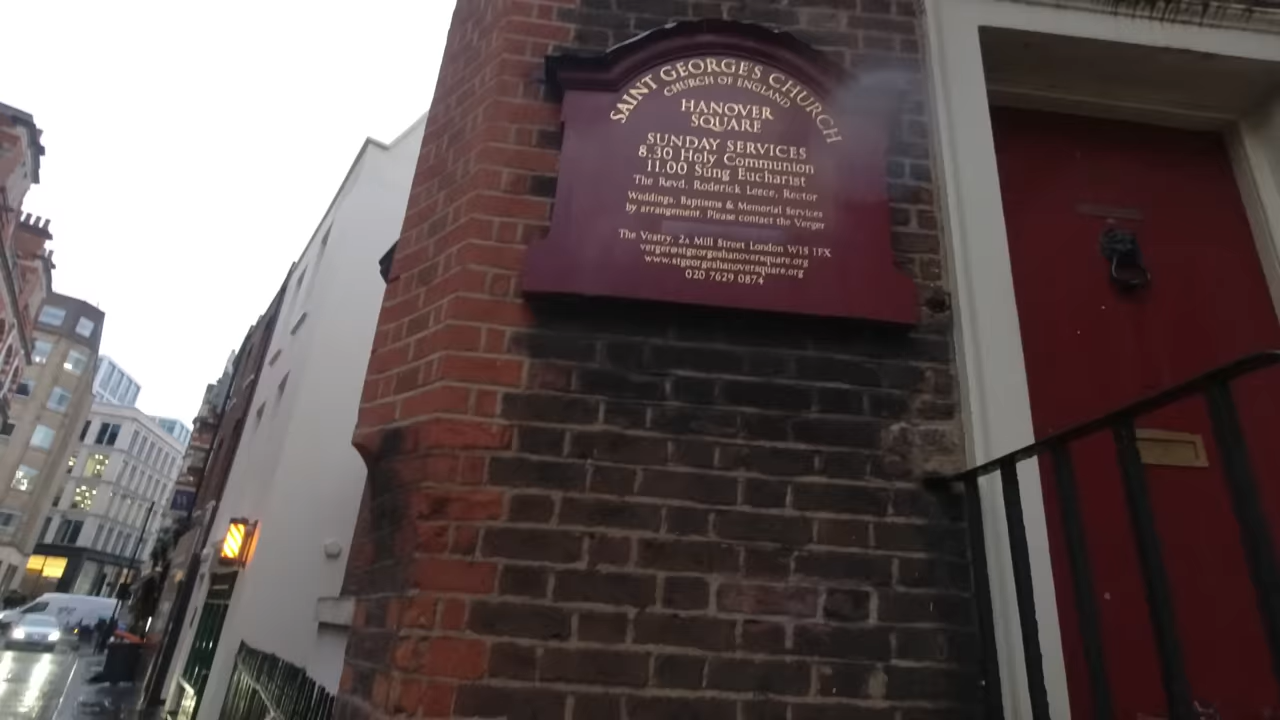 SAINT GEORGE'S CHURCH
CHURCH OF ENGLAND
HANOVER
SQUARE
SUNDAY SERVICES
8.30 Holy Communion
11.00 Sung Eucharist
The Revd. Roderick Leece, Rector
Weddings, Baptisms & Memorial Services
by arrangement. Please contact the Verger
The Vestry, 2A Mill Street London W1S 1FX
verger@stgeorgeshanoversquare.org
www.stgeorgeshanoversquare.org
020 7629 0874